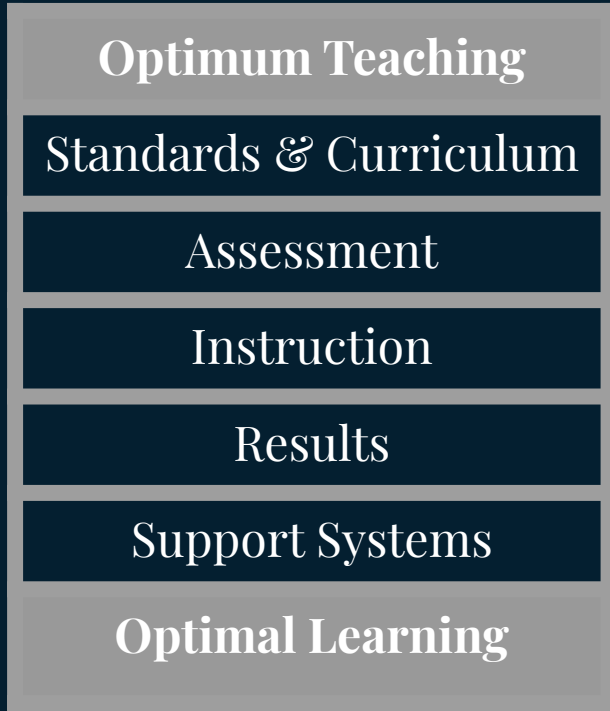 Optimum Teaching
Standards & Curriculum
Assessment
Instruction
Results
Support Systems
Optimal Learning